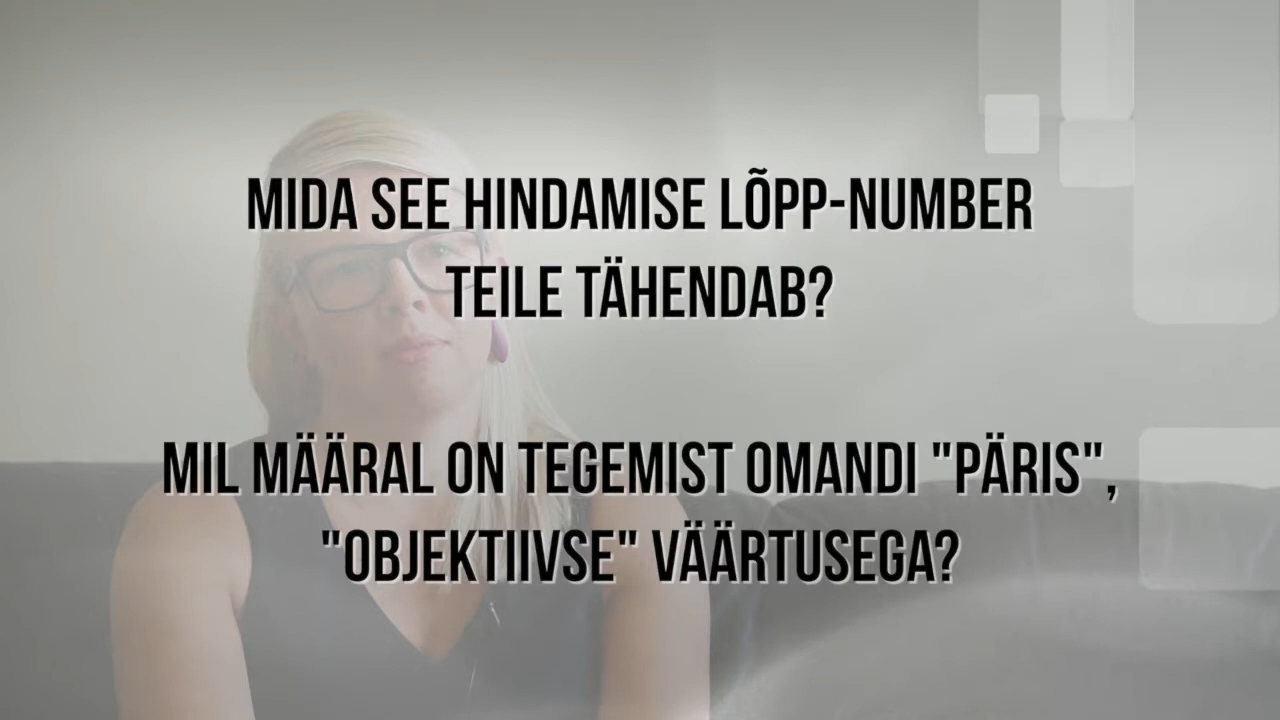 MIDA SEE HINDAMISE LÕPP-NUMBER
TEILE TÄHENDAB?
MIL MÄÄRAL ON TEGEMIST OMANDI "PÄRIS",
"OBJEKTIIVSE" VÄÄRTUSEGA?